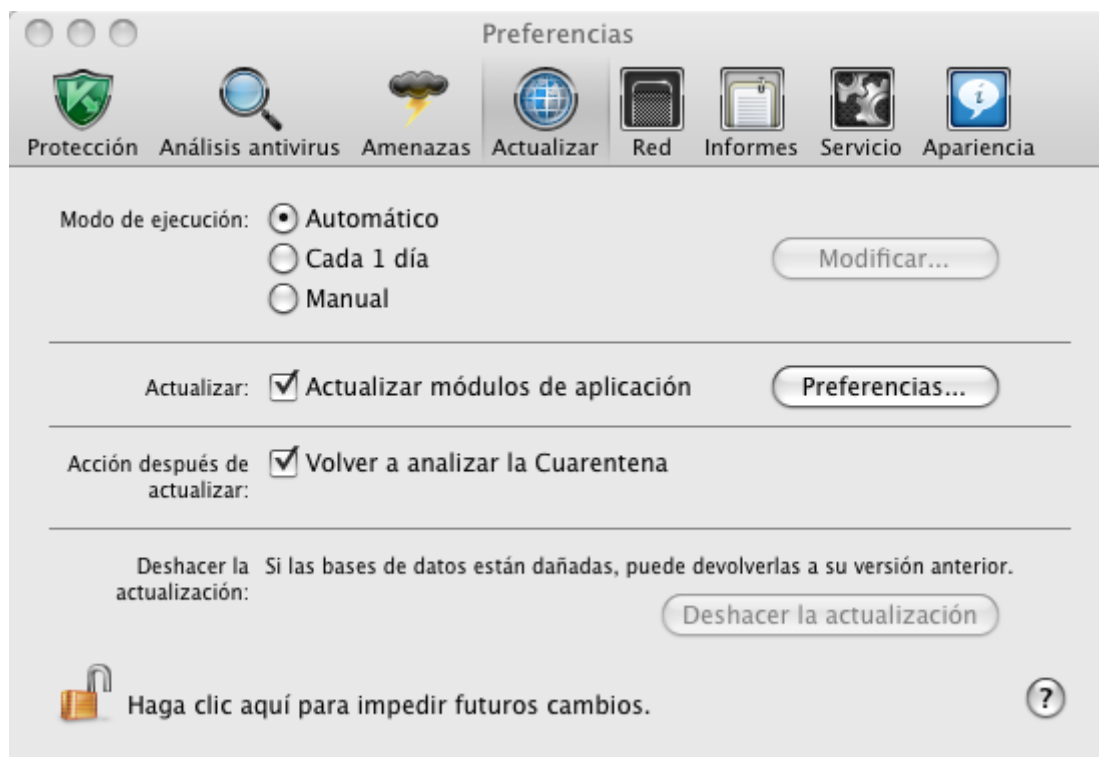 Preferencias
Protección Análisis antivirus Amenazas Actualizar Red Informes Servicio Apariencia
Modo de ejecución: Automático
Cada 1 día Modificar...
Manual
Actualizar: Actualizar módulos de aplicación Preferencias...
Acción después de Volver a analizar la Cuarentena
actualizar:
Deshacer la Si las bases de datos están dañadas, puede devolverlas a su versión anterior.
actualización:
Deshacer la actualización
Haga clic aquí para impedir futuros cambios. ?